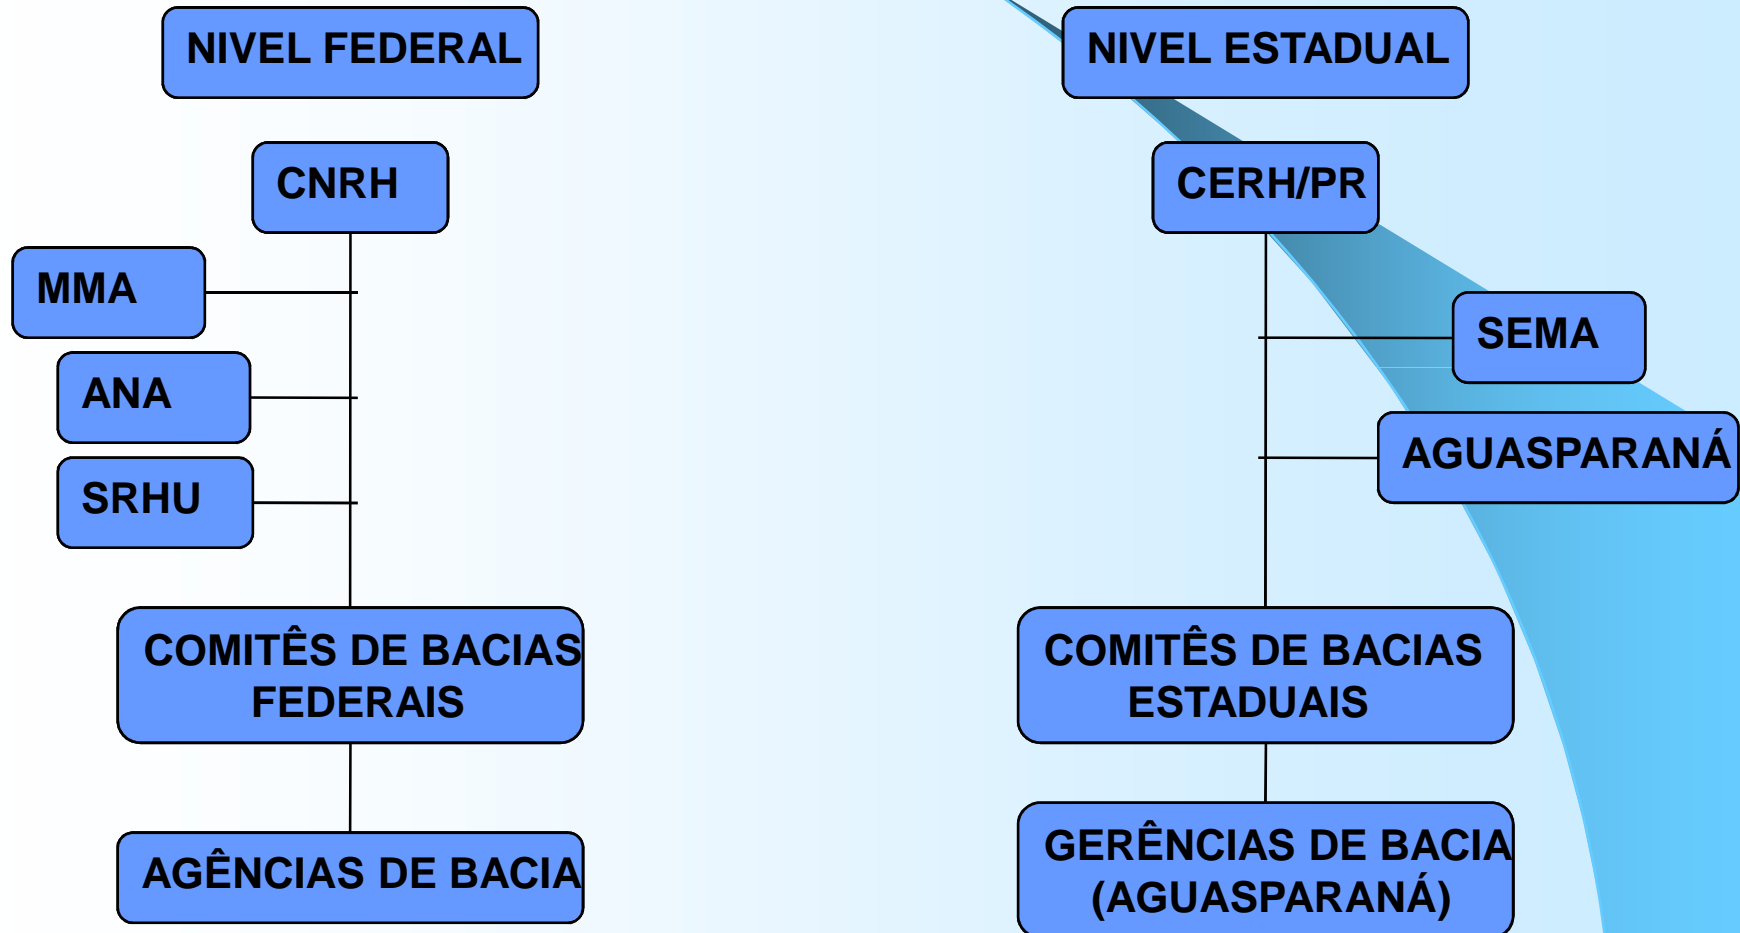 NIVEL FEDERAL
CNRH
MMA
ANA
SRHU
COMITÊS DE BACIAS
FEDERAIS
AGÊNCIAS DE BACIA
NIVEL ESTADUAL
CERH/PR
SEMA
AGUASPARANÁ
COMITÊS DE BACIAS
ESTADUAIS
GERÊNCIAS DE BACIA
(AGUASPARANÁ)